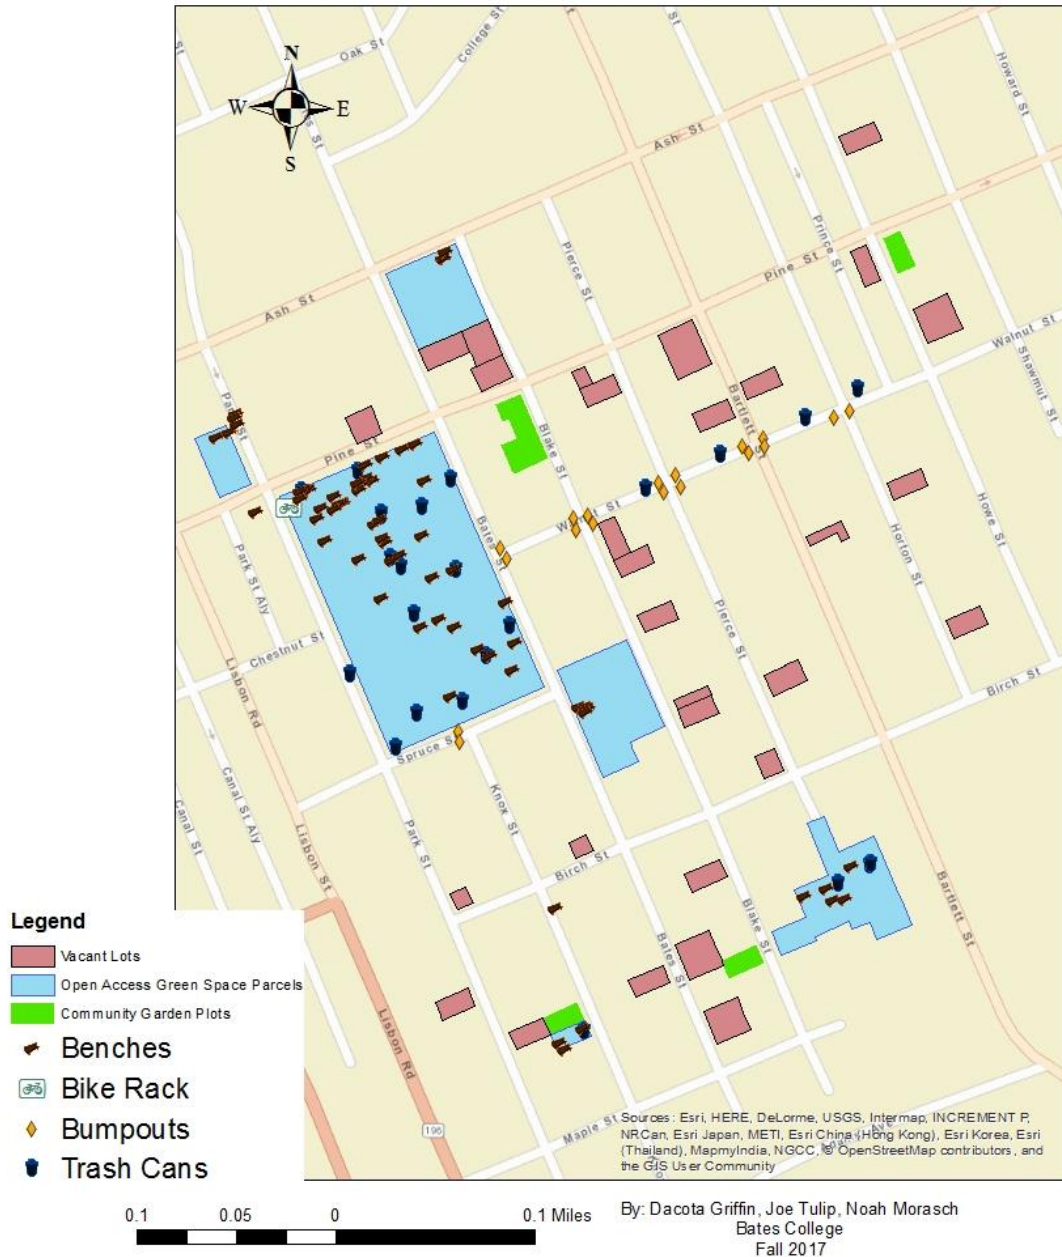 Oak St
College St
N
W E
S
Howard St
Ash St
Prince St
Pierce St
Pine St
Ash St
Walnut St
Shawmut St
Park St
Bartlett St
Pine St
Blake St
Walnut St
Bates St
Howe St
Horton St
Park St Aly
Pierce St
Chestnut St
Birch St
Lisbon Rd
Spruce St
Canal St Aly
Canal St
Knox St
Lisbon St
Park St
Birch St
Bartlett St
Blake St
Bates St
Lisbon Rd
Maple St
196
Legend
Vacant Lots
Open Access Green Space Parcels
Community Garden Plots
Benches
Bike Rack
Bumpouts
Trash Cans
Sources: Esri, HERE, DeLorme, USGS, Intermap, INCREMENT P,
NRCan, Esri Japan, METI, Esri China (Hong Kong), Esri Korea, Esri
(Thailand), MapmyIndia, NGCC, © OpenStreetMap contributors, and
the GIS User Community
0.1 0.05 0 0.1 Miles
By: Dacota Griffin, Joe Tulip, Noah Morasch
Bates College
Fall 2017